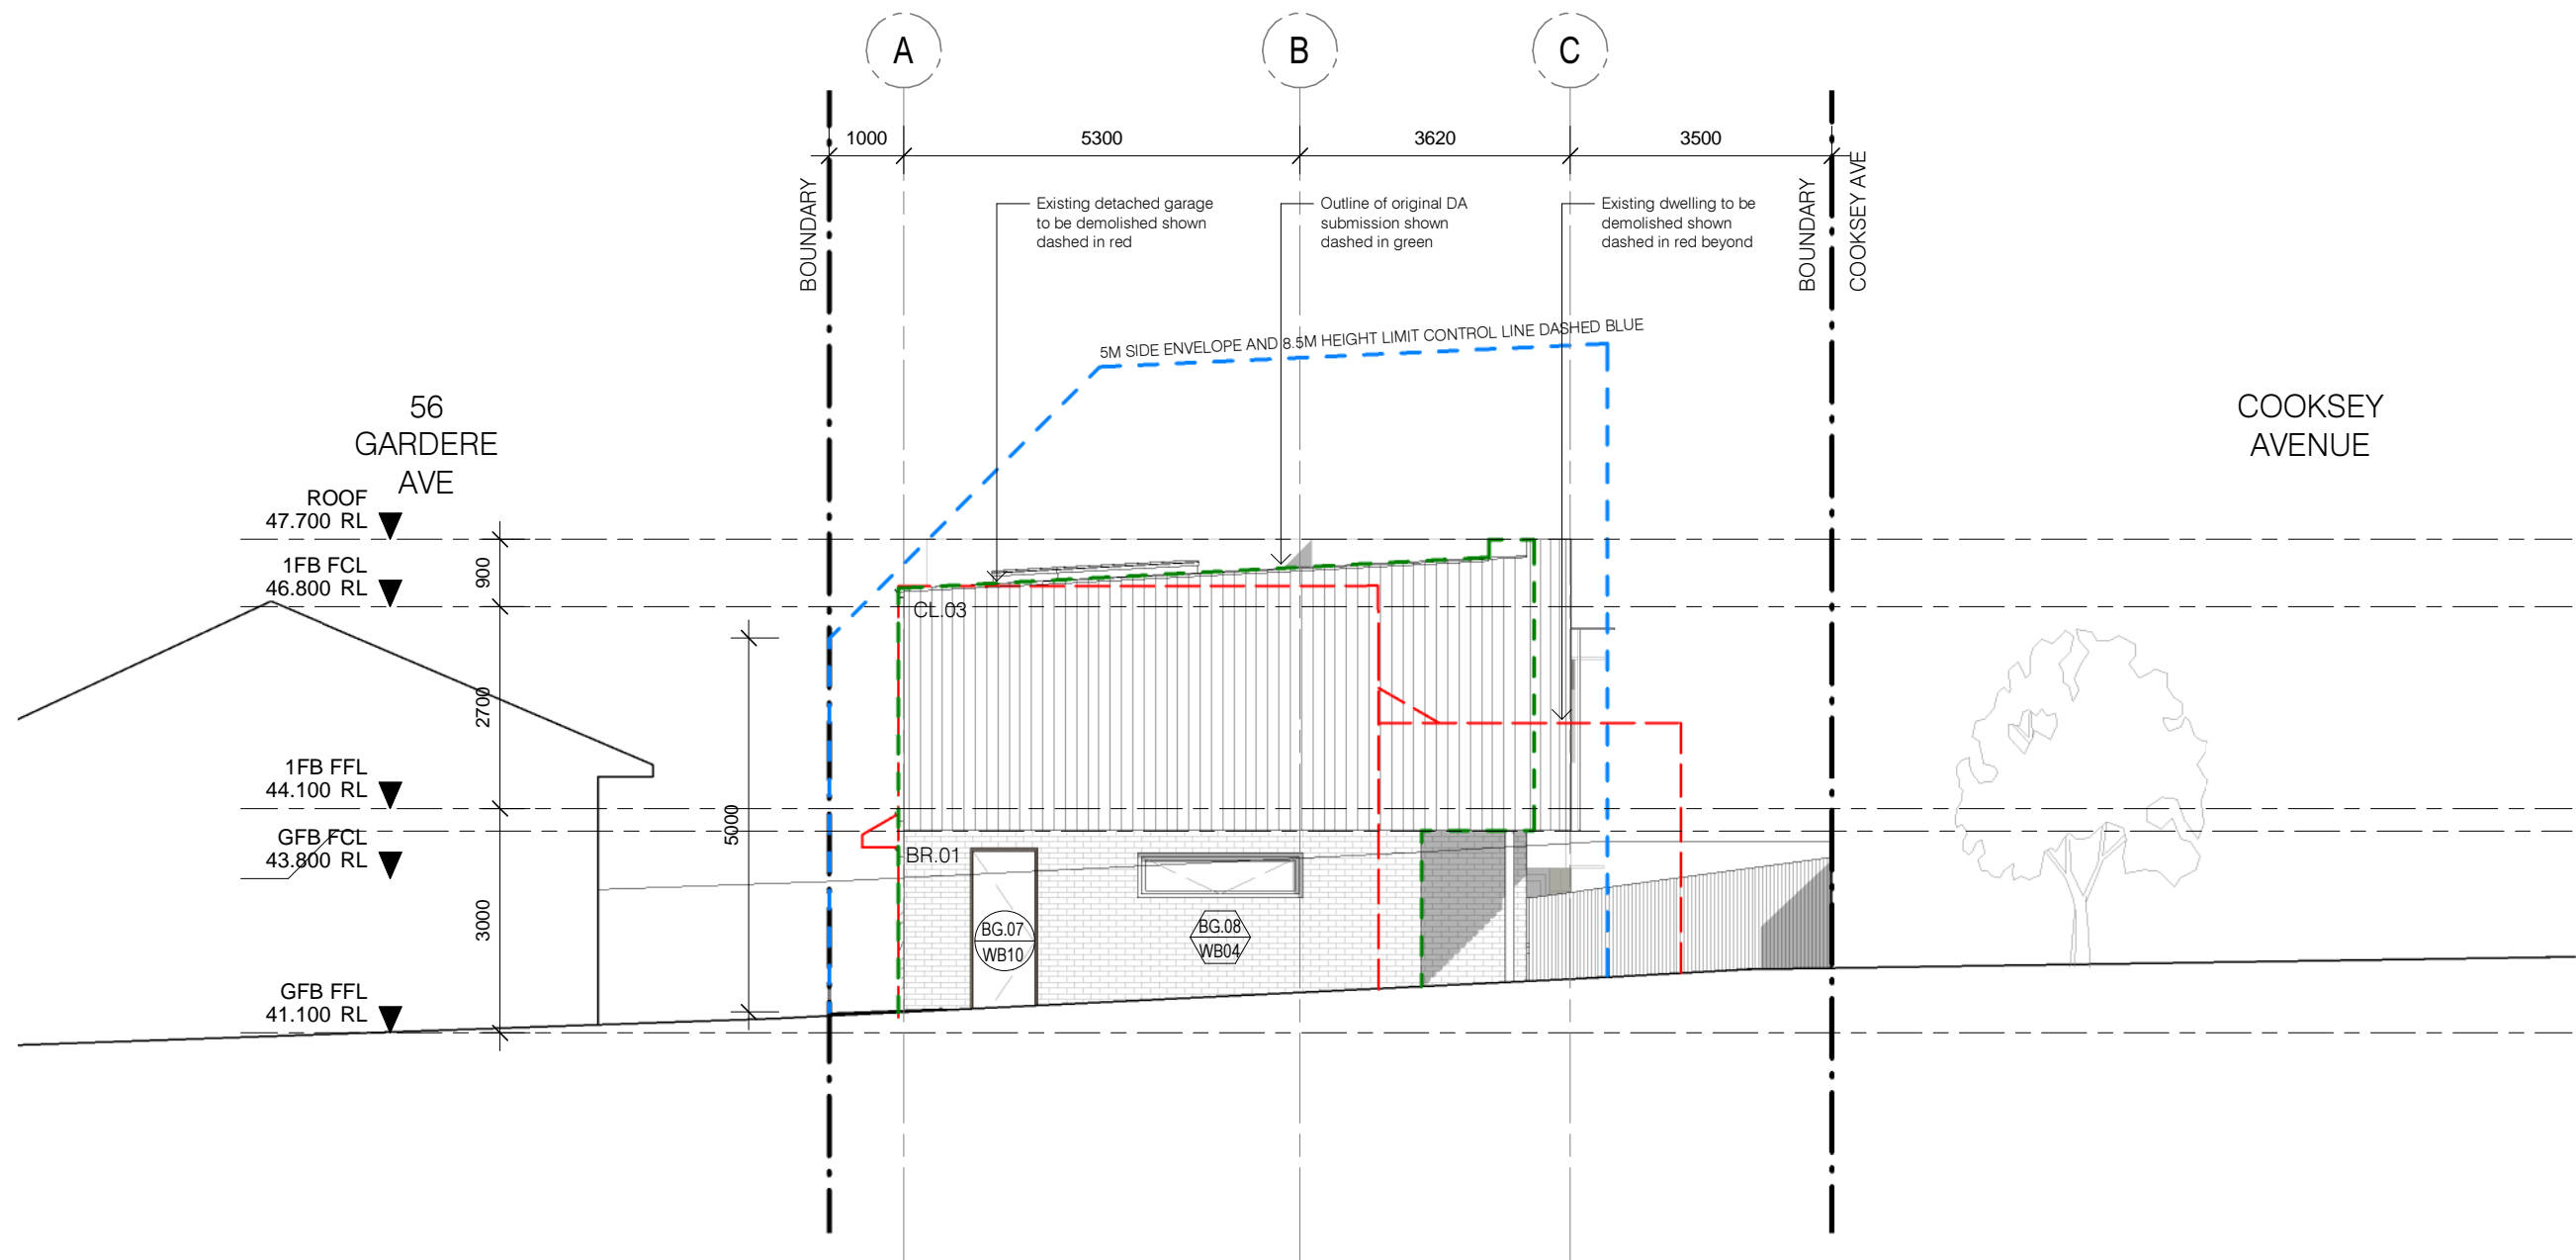 A
B
C
1000
5300
3620
3500
BOUNDARY
BOUNDARY
COOKSEY AVE
Existing detached garage
to be demolished shown
dashed in red
Outline of original DA
submission shown
dashed in green
Existing dwelling to be
demolished shown
dashed in red beyond
5M SIDE ENVELOPE AND 8.5M HEIGHT LIMIT CONTROL LINE DASHED BLUE
56
GARDERE
AVE
COOKSEY
AVENUE
ROOF
47.700 RL
900
1FB FCL
46.800 RL
CL.03
2700
1FB FFL
44.100 RL
5000
GFB FCL
43.800 RL
BR.01
3000
BG.07
WB10
BG.08
WB04
GFB FFL
41.100 RL